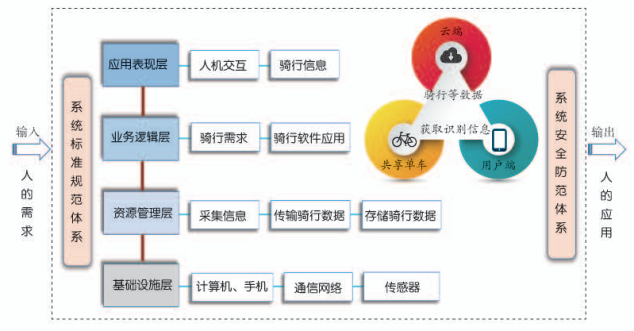 输入
人的需求
系统标准规范体系
应用表现层
人机交互
骑行信息
业务逻辑层
骑行需求
骑行软件应用
资源管理层
采集信息
传输骑行数据
存储骑行数据
基础设施层
计算机、手机
通信网络
传感器
云端
骑行等数据
获取识别信息
共享单车
用户端
系统安全防范体系
输出
人的应用